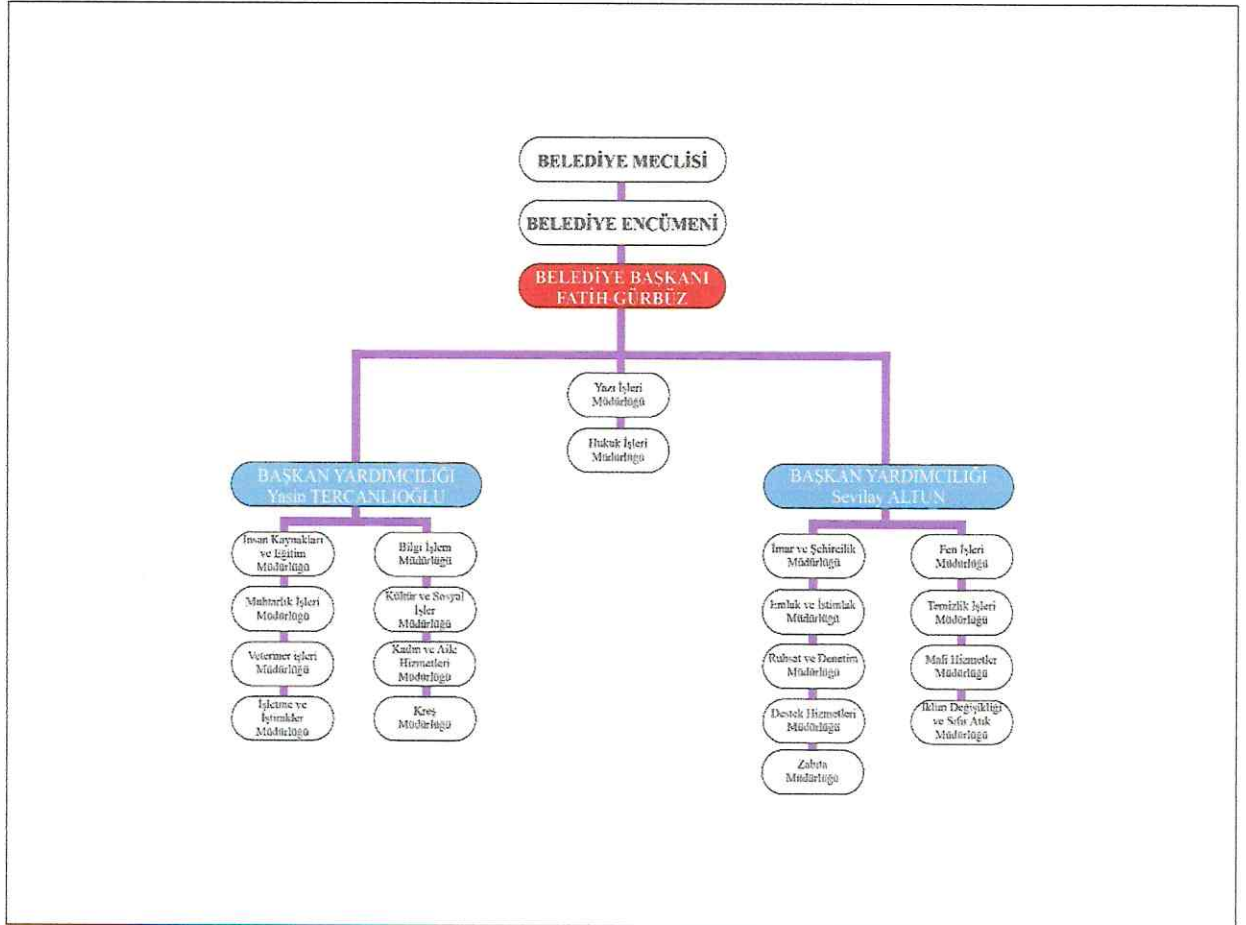 BELEDİYE MECLİSİ
BELEDİYE ENCÜMENİ
BELEDİYE BAŞKANI
FATİH GÜRBÜZ
Yazı İşleri
Müdürlüğü
Hukuk İşleri
Müdürlüğü
BAŞKAN YARDIMCILIĞI
Yasin TERCANLIOĞLU
İnsan Kaynakları
ve Eğitim
Müdürlüğü
Muhtarlık İşleri
Müdürlüğü
Veteriner işleri
Müdürlüğü
İşletme ve
İştirakler
Müdürlüğü
Bilgi İşlem
Müdürlüğü
Kültür ve Sosyal
İşler
Müdürlüğü
Kadın ve Aile
Hizmetleri
Müdürlüğü
Kreş
Müdürlüğü
BAŞKAN YARDIMCILIĞI
Sevilay ALTUN
İmar ve Şehircilik
Müdürlüğü
Emlak ve İstimlak
Müdürlüğü
Ruhsat ve Denetim
Müdürlüğü
Destek Hizmetleri
Müdürlüğü
Zabıta
Müdürlüğü
Fen İşleri
Müdürlüğü
Temizlik İşleri
Müdürlüğü
Mali Hizmetler
Müdürlüğü
İklim Değişikliği
ve Sıfır Atık
Müdürlüğü